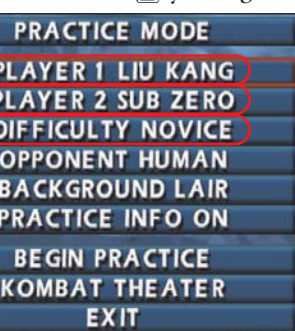 PRACTICE MODE
PLAYER 1 LIU KANG
PLAYER 2 SUB ZERO
DIFFICULTY NOVICE
OPPONENT HUMAN
BACKGROUND LAIR
PRACTICE INFO ON
BEGIN PRACTICE
KOMBAT THEATER
EXIT